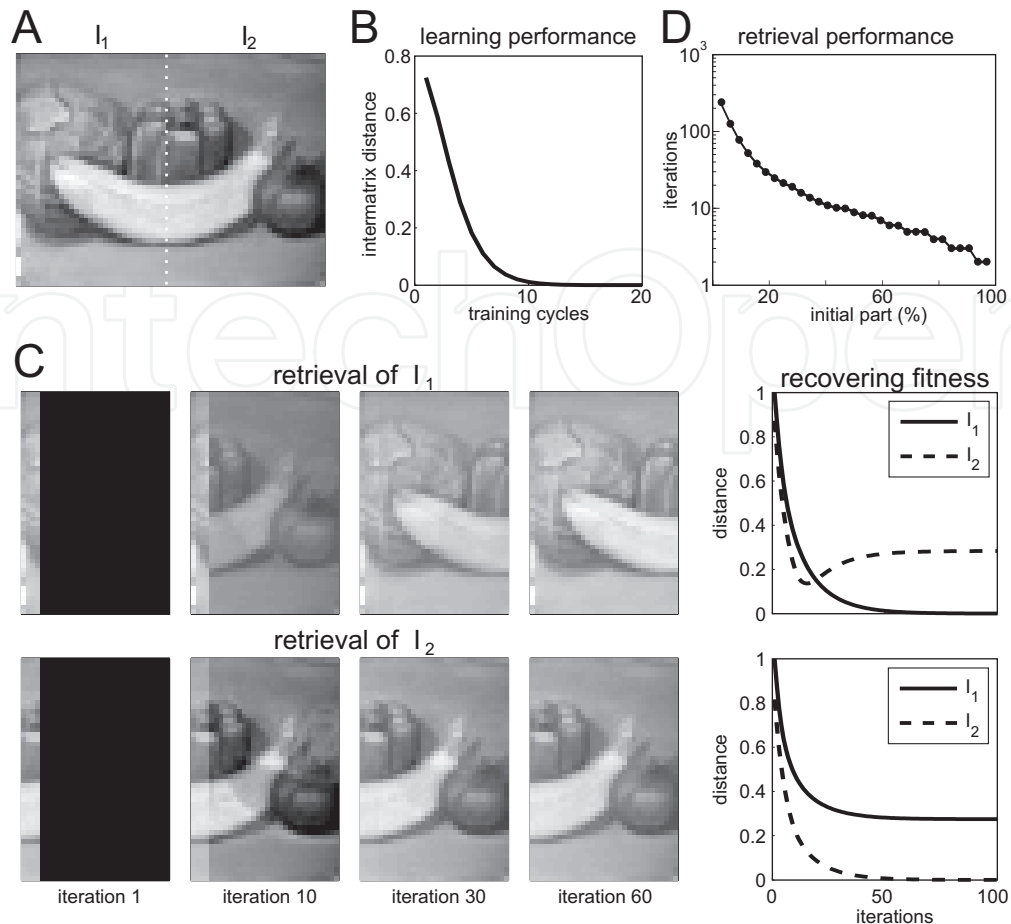 A
I1
I2
B
learning performance
intermatrix distance
0.8
0.6
0.4
0.2
0
0
10
20
training cycles
D
retrieval performance
iterations
10^3
100
10
1
20
60
100
initial part (%)
C
retrieval of I1
recovering fitness
distance
1
0.8
0.6
0.4
0.2
0
I1
I2
retrieval of I2
distance
1
0.8
0.6
0.4
0.2
0
I1
I2
0
50
100
iterations
iteration 1
iteration 10
iteration 30
iteration 60
ntechOpen